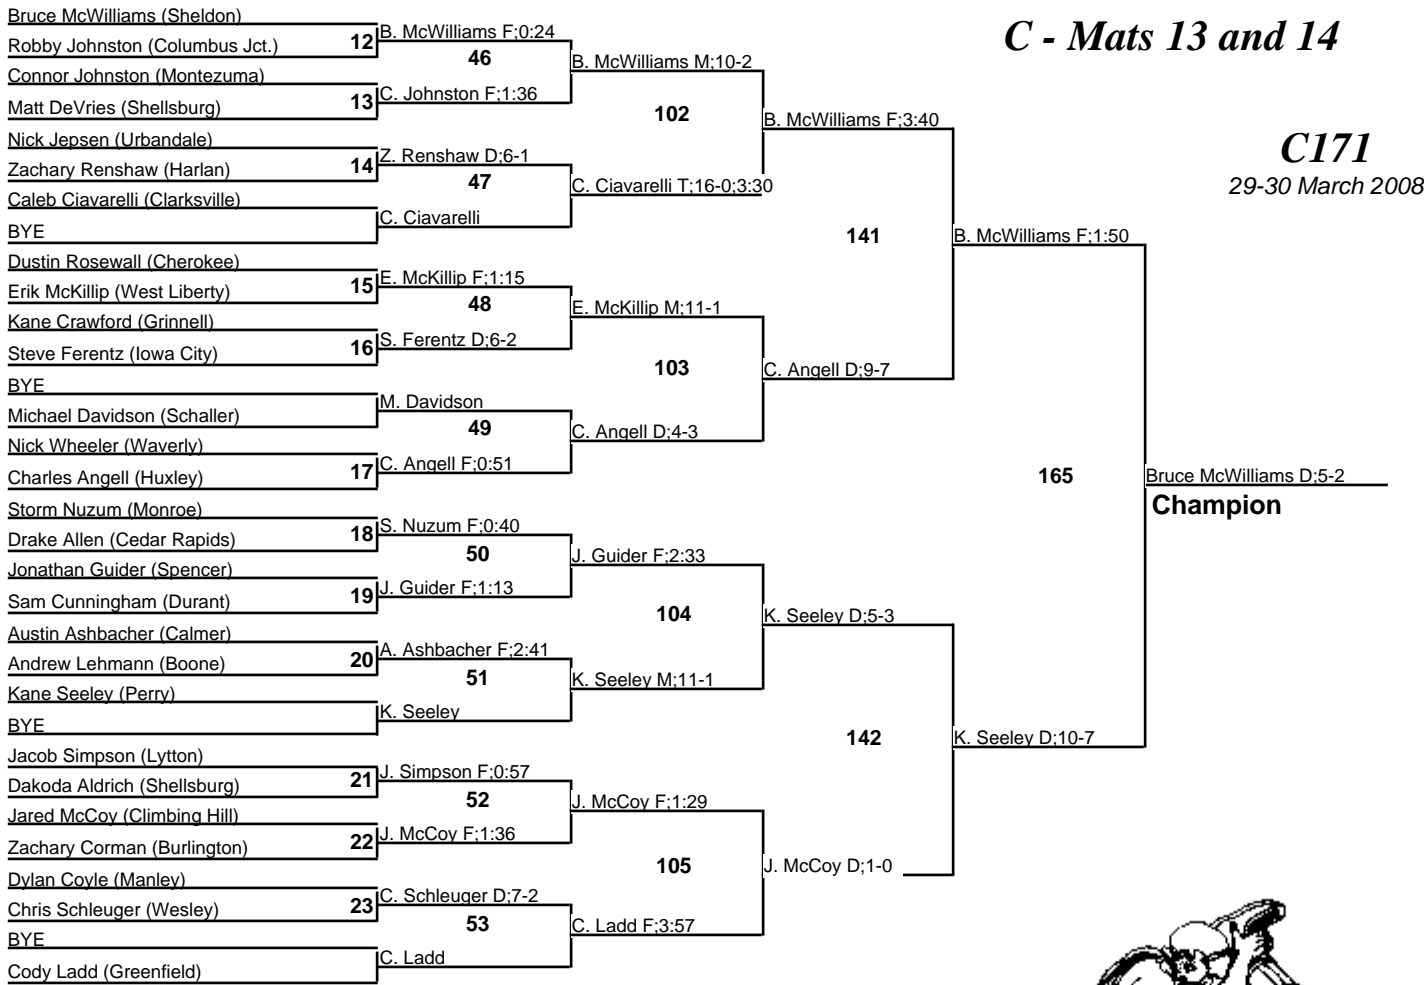 C - Mats 13 and 14
C171
29-30 March 2008
Bruce McWilliams (Sheldon)
Robby Johnston (Columbus Jct.)
Connor Johnston (Montezuma)
Matt DeVries (Shellsburg)
Nick Jepsen (Urbandale)
Zachary Renshaw (Harlan)
Caleb Ciavarelli (Clarksville)
BYE
Dustin Rosewall (Cherokee)
Erik McKillip (West Liberty)
Kane Crawford (Grinnell)
Steve Ferentz (Iowa City)
BYE
Michael Davidson (Schaller)
Nick Wheeler (Waverly)
Charles Angell (Huxley)
Storm Nuzum (Monroe)
Drake Allen (Cedar Rapids)
Jonathan Guider (Spencer)
Sam Cunningham (Durant)
Austin Ashbacher (Calmer)
Andrew Lehmann (Boone)
Kane Seeley (Perry)
BYE
Jacob Simpson (Lytton)
Dakoda Aldrich (Shellsburg)
Jared McCoy (Climbing Hill)
Zachary Corman (Burlington)
Dylan Coyle (Manley)
Chris Schleuger (Wesley)
BYE
Cody Ladd (Greenfield)
12
13
14
15
16
17
18
19
20
21
22
23
B. McWilliams F;0:24
C. Johnston F;1:36
Z. Renshaw D;6-1
C. Ciavarelli
E. McKillip F;1:15
S. Ferentz D;6-2
M. Davidson
C. Angell F;0:51
S. Nuzum F;0:40
J. Guider F;1:13
A. Ashbacher F;2:41
K. Seeley
J. Simpson F;0:57
J. McCoy F;1:36
C. Schleuger D;7-2
C. Ladd
46
47
48
49
50
51
52
53
B. McWilliams M;10-2
C. Ciavarelli T;16-0;3:30
E. McKillip M;11-1
C. Angell D;4-3
J. Guider F;2:33
K. Seeley M;11-1
J. McCoy F;1:29
C. Ladd F;3:57
102
103
104
105
B. McWilliams F;3:40
C. Angell D;9-7
K. Seeley D;5-3
J. McCoy D;1-0
141
142
B. McWilliams F;1:50
K. Seeley D;10-7
165
Bruce McWilliams D;5-2
Champion